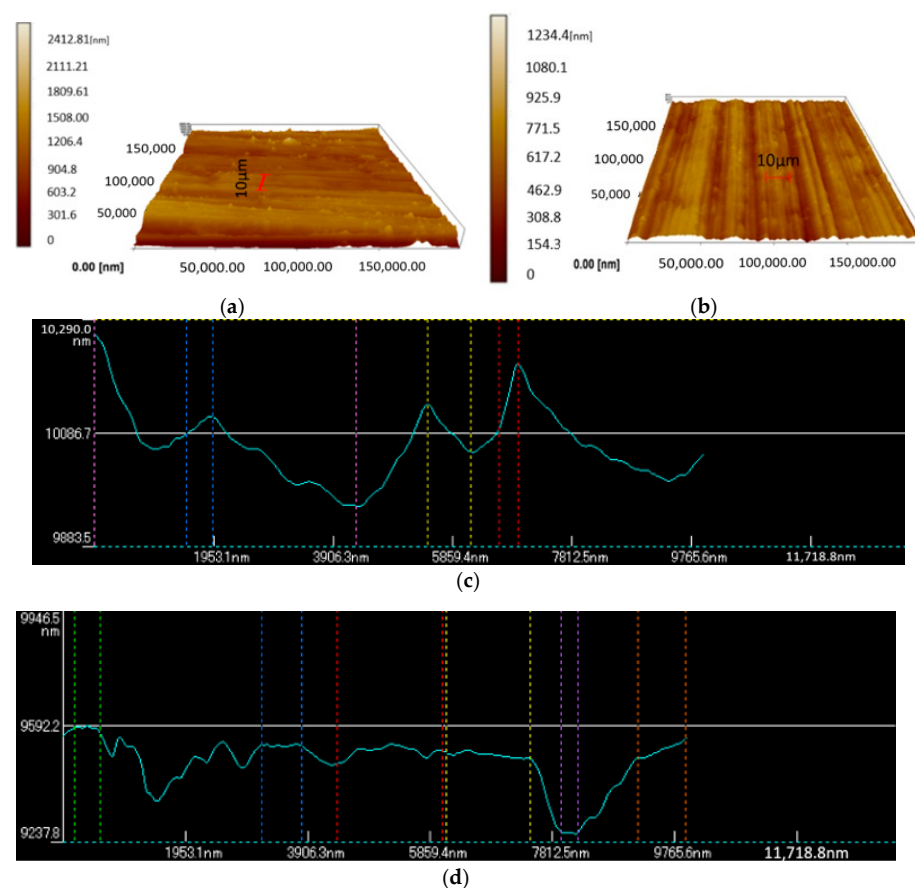 2412.81[nm]
2111.21
1809.61
1508.00
1206.4
904.8
603.2
301.6
0
150,000
100,000
50,000
10µm
0.00 [nm] 50,000.00 100,000.00 150,000.00
(a)
1234.4[nm]
1080.1
925.9
771.5
617.2
462.9
308.8
154.3
0
150,000
100,000
50,000
10µm
0.00 [nm] 50,000.00 100,000.00 150,000.00
(b)
10,290.0
nm
10086.7
9883.5
1953.1nm 3906.3nm 5859.4nm 7812.5nm 9765.6nm 11,718.8nm
(c)
9946.5
nm
9592.2
9237.8
1953.1nm 3906.3nm 5859.4nm 7812.5nm 9765.6nm 11,718.8nm
(d)